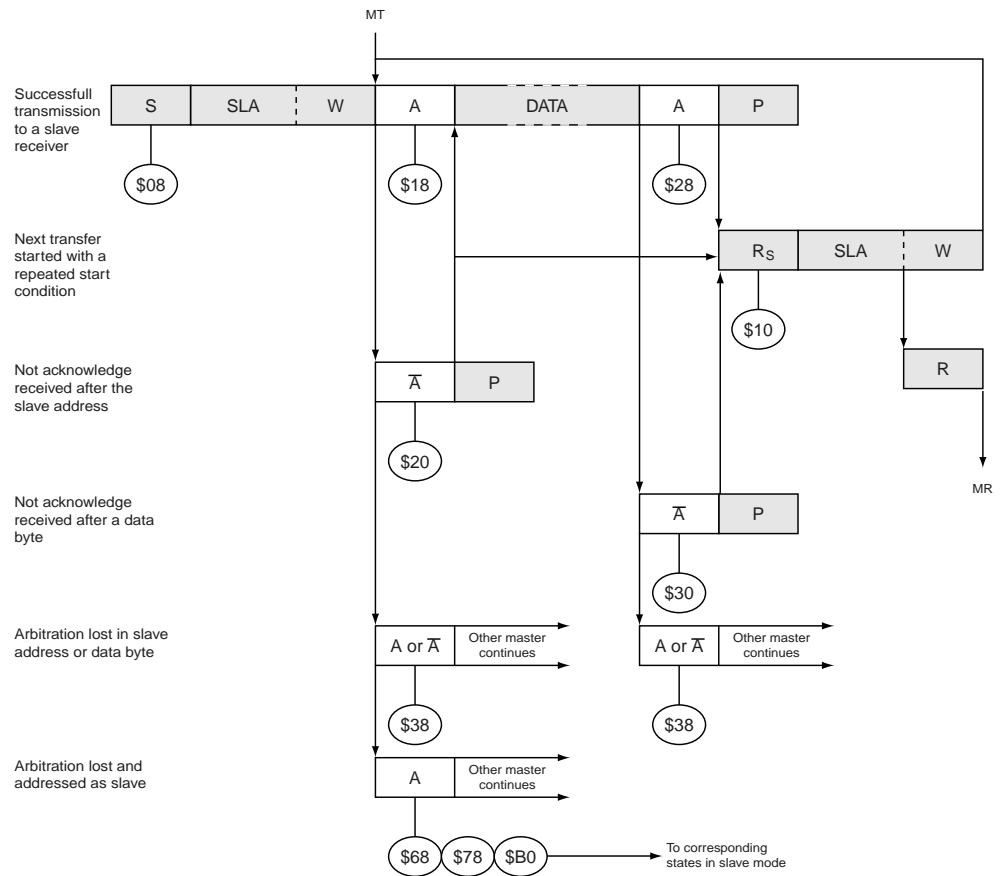 MT
Successfull
transmission
to a slave
receiver
S SLA W A DATA A P
$08 $18 $28
Next transfer
started with a
repeated start
condition
RS SLA W
$10
Not acknowledge
received after the
slave address
A̅ P
R
$20
MR
Not acknowledge
received after a data
byte
A̅ P
$30
Arbitration lost in slave
address or data byte
A or A̅ Other master
continues
A or A̅ Other master
continues
$38 $38
Arbitration lost and
addressed as slave
A Other master
continues
$68 $78 $B0
To corresponding
states in slave mode